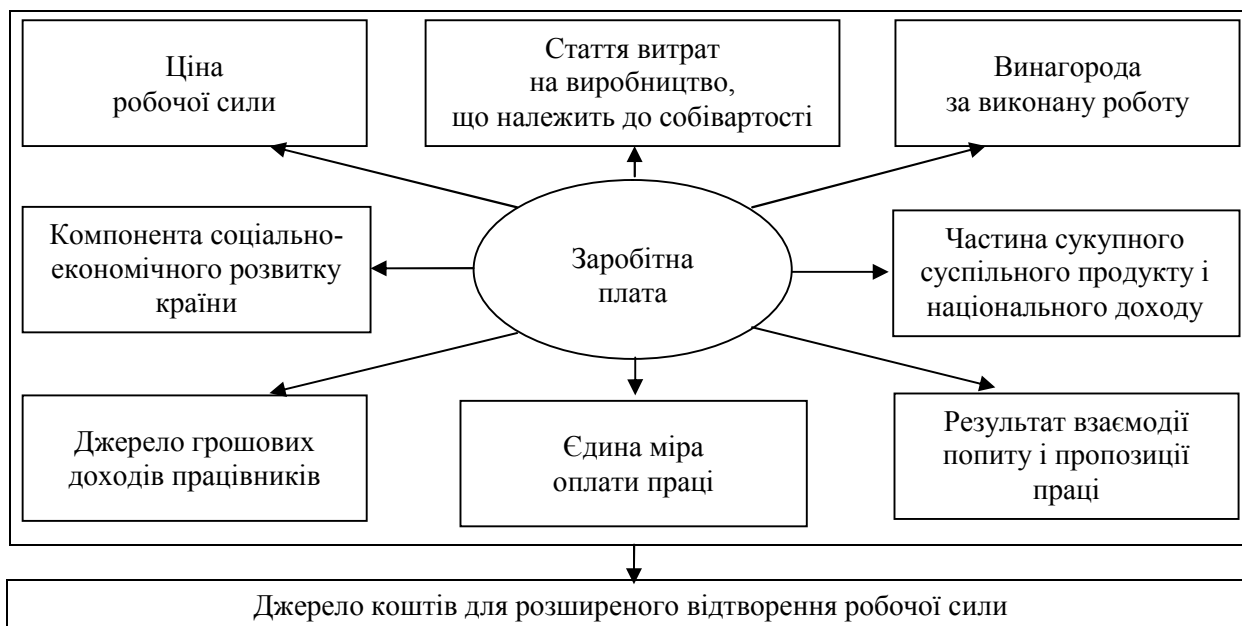 Ціна
робочої сили
Стаття витрат
на виробництво,
що належить до собівартості
Винагорода
за виконану роботу
Компонента соціально-
економічного розвитку
країни
Заробітна
плата
Частина сукупного
суспільного продукту і
національного доходу
Джерело грошових
доходів працівників
Єдина міра
оплати праці
Результат взаємодії
попиту і пропозиції
праці
Джерело коштів для розширеного відтворення робочої сили